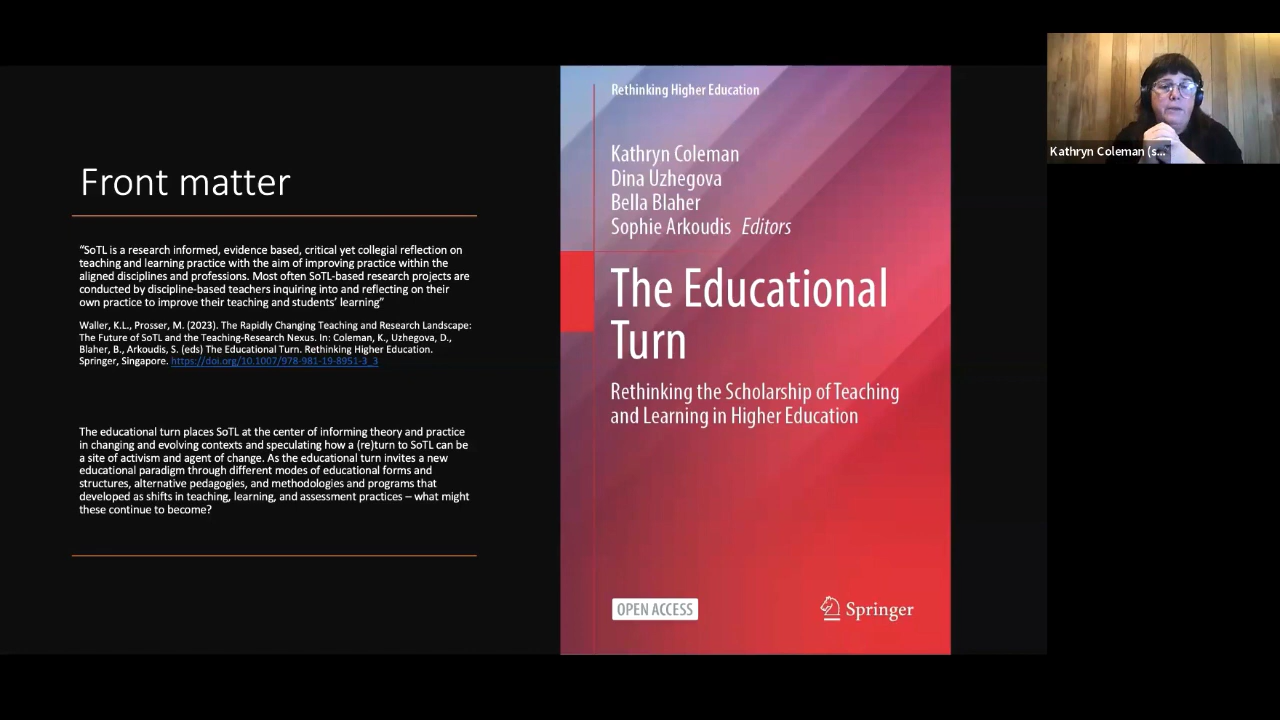 Front matter
“SoTL is a research informed, evidence based, critical yet collegial reflection on
teaching and learning practice with the aim of improving practice within the
aligned disciplines and professions. Most often SoTL-based research projects are
conducted by discipline-based teachers inquiring into and reflecting on their
own practice to improve their teaching and students’ learning”
Waller, K.L., Prosser, M. (2023). The Rapidly Changing Teaching and Research Landscape:
The Future of SoTL and the Teaching-Research Nexus. In: Coleman, K., Uzhegova, D.,
Blaher, B., Arkoudis, S. (eds) The Educational Turn. Rethinking Higher Education.
Springer, Singapore. https://doi.org/10.1007/978-981-19-8951-3_3
The educational turn places SoTL at the center of informing theory and practice
in changing and evolving contexts and speculating how a (re)turn to SoTL can be
a site of activism and agent of change. As the educational turn invites a new
educational paradigm through different modes of educational forms and
structures, alternative pedagogies, and methodologies and programs that
developed as shifts in teaching, learning, and assessment practices – what might
these continue to become?
Rethinking Higher Education
Kathryn Coleman
Dina Uzhegova
Bella Blaher
Sophie Arkoudis Editors
The Educational
Turn
Rethinking the Scholarship of Teaching
and Learning in Higher Education
OPEN ACCESS
Springer
Kathryn Coleman (s...